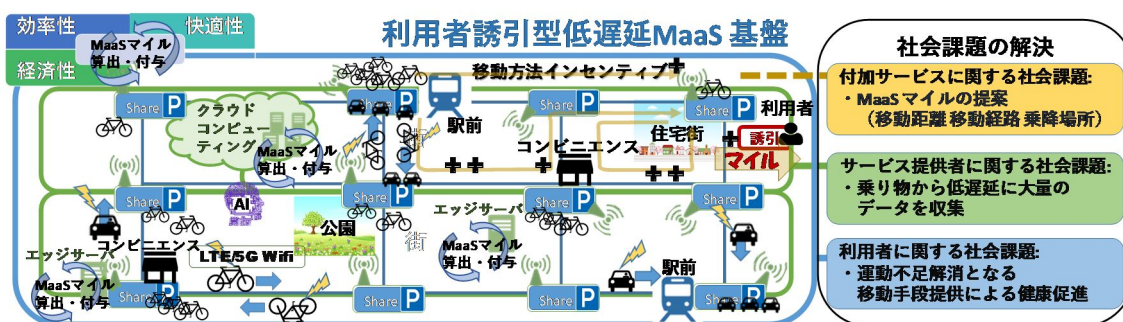 効率性
快適性
経済性
MaaSマイル
算出・付与
利用者誘引型低遅延MaaS 基盤
移動方法インセンティブ
Share P
クラウド
コンピュー
ティング
MaaSマイル
算出・付与
Share P
駅前
街
Share P
コンビニエンス
住宅街
Share P
利用者
誘引
マイル
Share P
AI
Share P
公園
Share P
エッジサーバ
MaaSマイル
算出・付与
Share P
街
コンビニエンス
エッジサーバ
MaaSマイル
算出・付与
LTE/5G Wifi
Share P
Share P
Share P
駅前
Share P
社会課題の解決
付加サービスに関する社会課題:
・MaaSマイルの提案
（移動距離 移動経路 乗降場所）
サービス提供者に関する社会課題:
・乗り物から低遅延に大量の
データを収集
利用者に関する社会課題:
・運動不足解消となる
移動手段提供による健康促進